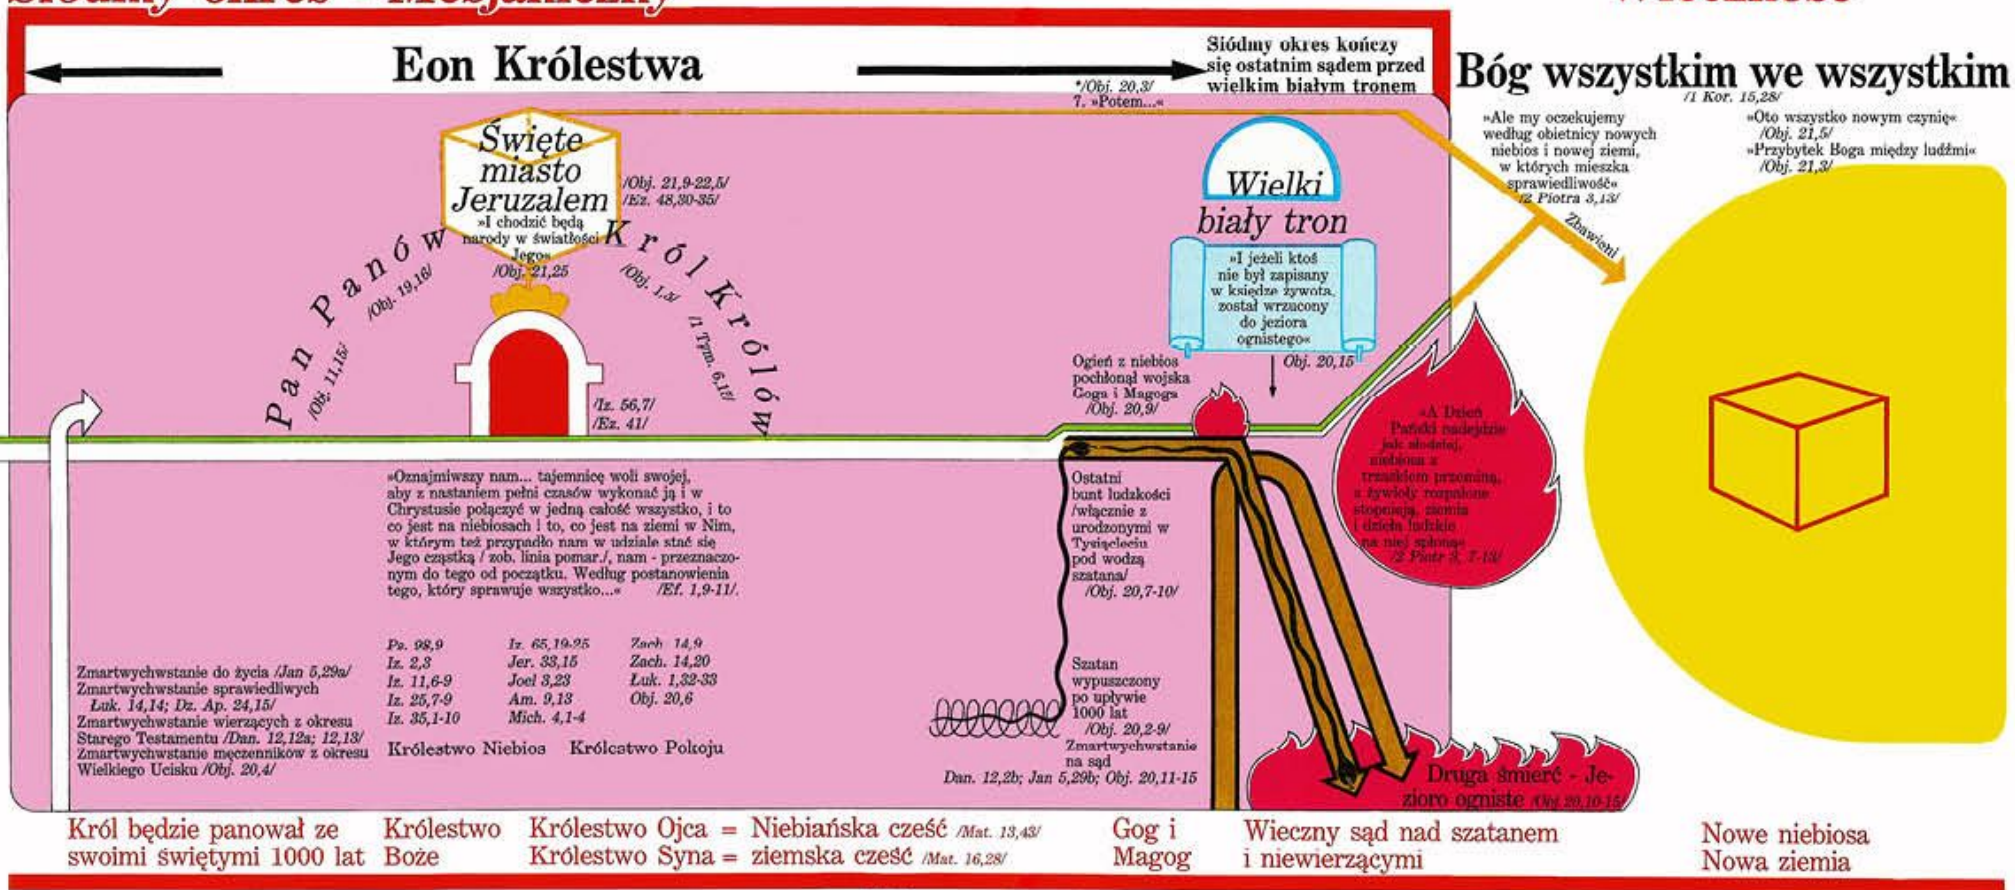 Siódmy okres - Mesjaniczny
Wieczność
Eon Królestwa
*/Obj. 20,3/
7. »Potem...«
Siódmy okres kończy
się ostatnim sądem przed
wielkim białym tronem
Bóg wszystkim we wszystkim
/1 Kor. 15,28/
»Ale my oczekujemy
według obietnicy nowych
niebios i nowej ziemi,
w których mieszka
sprawiedliwość«
/2 Piotra 3,13/
»Oto wszystko nowym czynię«
/Obj. 21,5/
»Przybytek Boga między ludźmi«
/Obj. 21,3/
Zbawieni
Święte
miasto
Jeruzalem
»I chodzić będą
narody w światłości
Jego«
/Obj. 21,25
/Obj. 21,9-22,5/
/Ez. 48,30-35/
Pan Panów
/Obj. 19,16/
/Obj. 11,15/
Król Królów
/Obj. 1,5/
/1 Tym. 6,15/
/Iz. 56,7/
/Ez. 41/
Wielki
biały tron
»I jeżeli ktoś
nie był zapisany
w księdze żywota,
został wrzucony
do jeziora
ognistego«
Obj. 20,15
Ogień z niebios
pochłonął wojska
Goga i Magoga
/Obj. 20,9/
»A Dzień
Pański nadejdzie
jak złodziej,
niebiosa z
trzaskiem przeminą,
a żywioły rozpalone
stopnieją, ziemia
i dzieła ludzkie
na niej spłoną«
/2 Piotr 3, 7-13/
»Oznajmiwszy nam... tajemnicę woli swojej,
aby z nastaniem pełni czasów wykonać ją i w
Chrystusie połączyć w jedną całość wszystko, i to
co jest na niebiosach i to, co jest na ziemi w Nim,
w którym też przypadło nam w udziale stać się
Jego cząstką / zob. linia pomar./, nam - przeznaczo-
nym do tego od początku. Według postanowienia
tego, który sprawuje wszystko...« /Ef. 1,9-11/.
Ostatni
bunt ludzkości
/włącznie z
urodzonymi w
Tysiącleciu
pod wodzą
szatana/
/Obj. 20,7-10/
Ps. 98,9
Iz. 2,3
Iz. 11,6-9
Iz. 25,7-9
Iz. 35,1-10
Iz. 65,19-25
Jer. 33,15
Joel 3,23
Am. 9,13
Mich. 4,1-4
Zach. 14,9
Zach. 14,20
Łuk. 1,32-33
Obj. 20,6
Królestwo Niebios Królestwo Pokoju
Zmartwychwstanie do życia /Jan 5,29a/
Zmartwychwstanie sprawiedliwych
Łuk. 14,14; Dz. Ap. 24,15/
Zmartwychwstanie wierzących z okresu
Starego Testamentu /Dan. 12,12a; 12,13/
Zmartwychwstanie męczenników z okresu
Wielkiego Ucisku /Obj. 20,4/
Szatan
wypuszczony
po upływie
1000 lat
/Obj. 20,2-9/
Zmartwychwstanie
na sąd
Dan. 12,2b; Jan 5,29b; Obj. 20,11-15
Druga śmierć - Je-
zioro ogniste /Obj. 20,10-15/
Król będzie panował ze
swoimi świętymi 1000 lat
Królestwo
Boże
Królestwo Ojca = Niebiańska cześć /Mat. 13,43/
Królestwo Syna = ziemska cześć /Mat. 16,28/
Gog i
Magog
Wieczny sąd nad szatanem
i niewierzącymi
Nowe niebiosa
Nowa ziemia